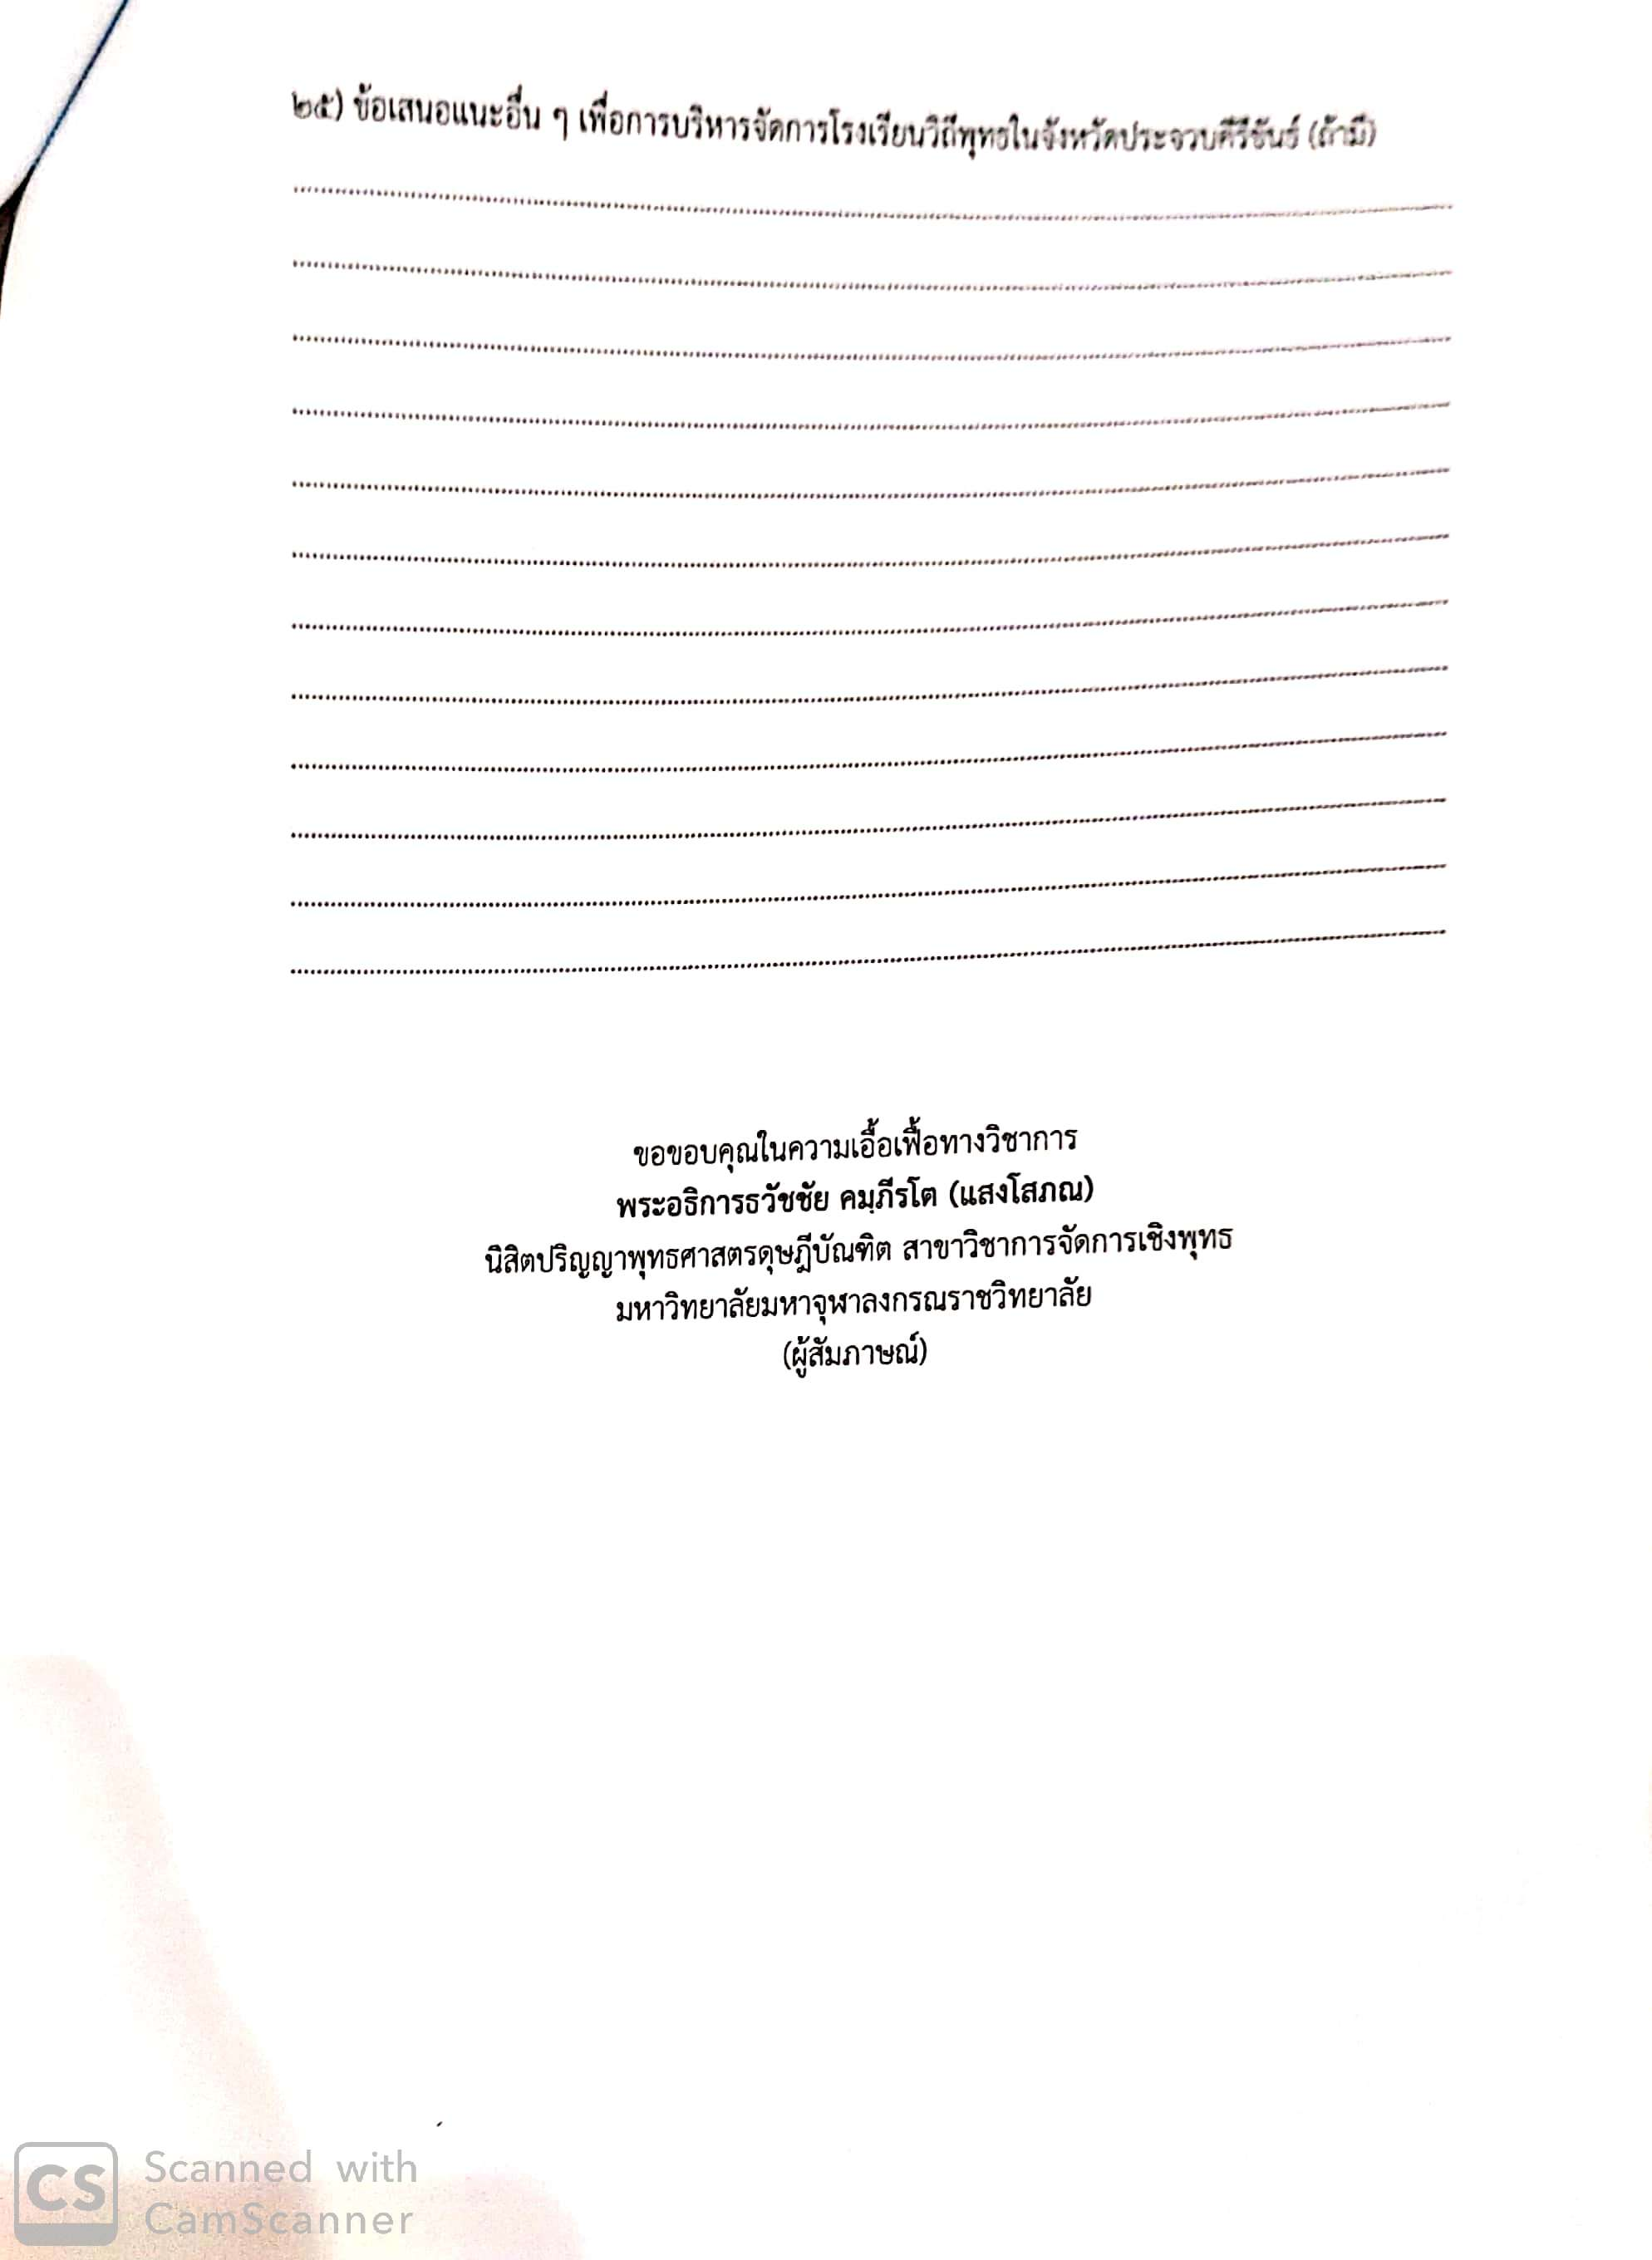 ๒๕) ข้อเสนอแนะอื่น ๆ เพื่อการบริหารจัดการโรงเรียนวิถีพุทธในจังหวัดประจวบคีรีขันธ์ (ถ้ามี)
ขอขอบคุณในความเอื้อเฟื้อทางวิชาการ
พระอธิการธวัชชัย คมฺภีรโต (แสงโสภณ)
นิสิตปริญญาพุทธศาสตรดุษฎีบัณฑิต สาขาวิชาการจัดการเชิงพุทธ
มหาวิทยาลัยมหาจุฬาลงกรณราชวิทยาลัย
(ผู้สัมภาษณ์)
CS Scanned with
CamScanner